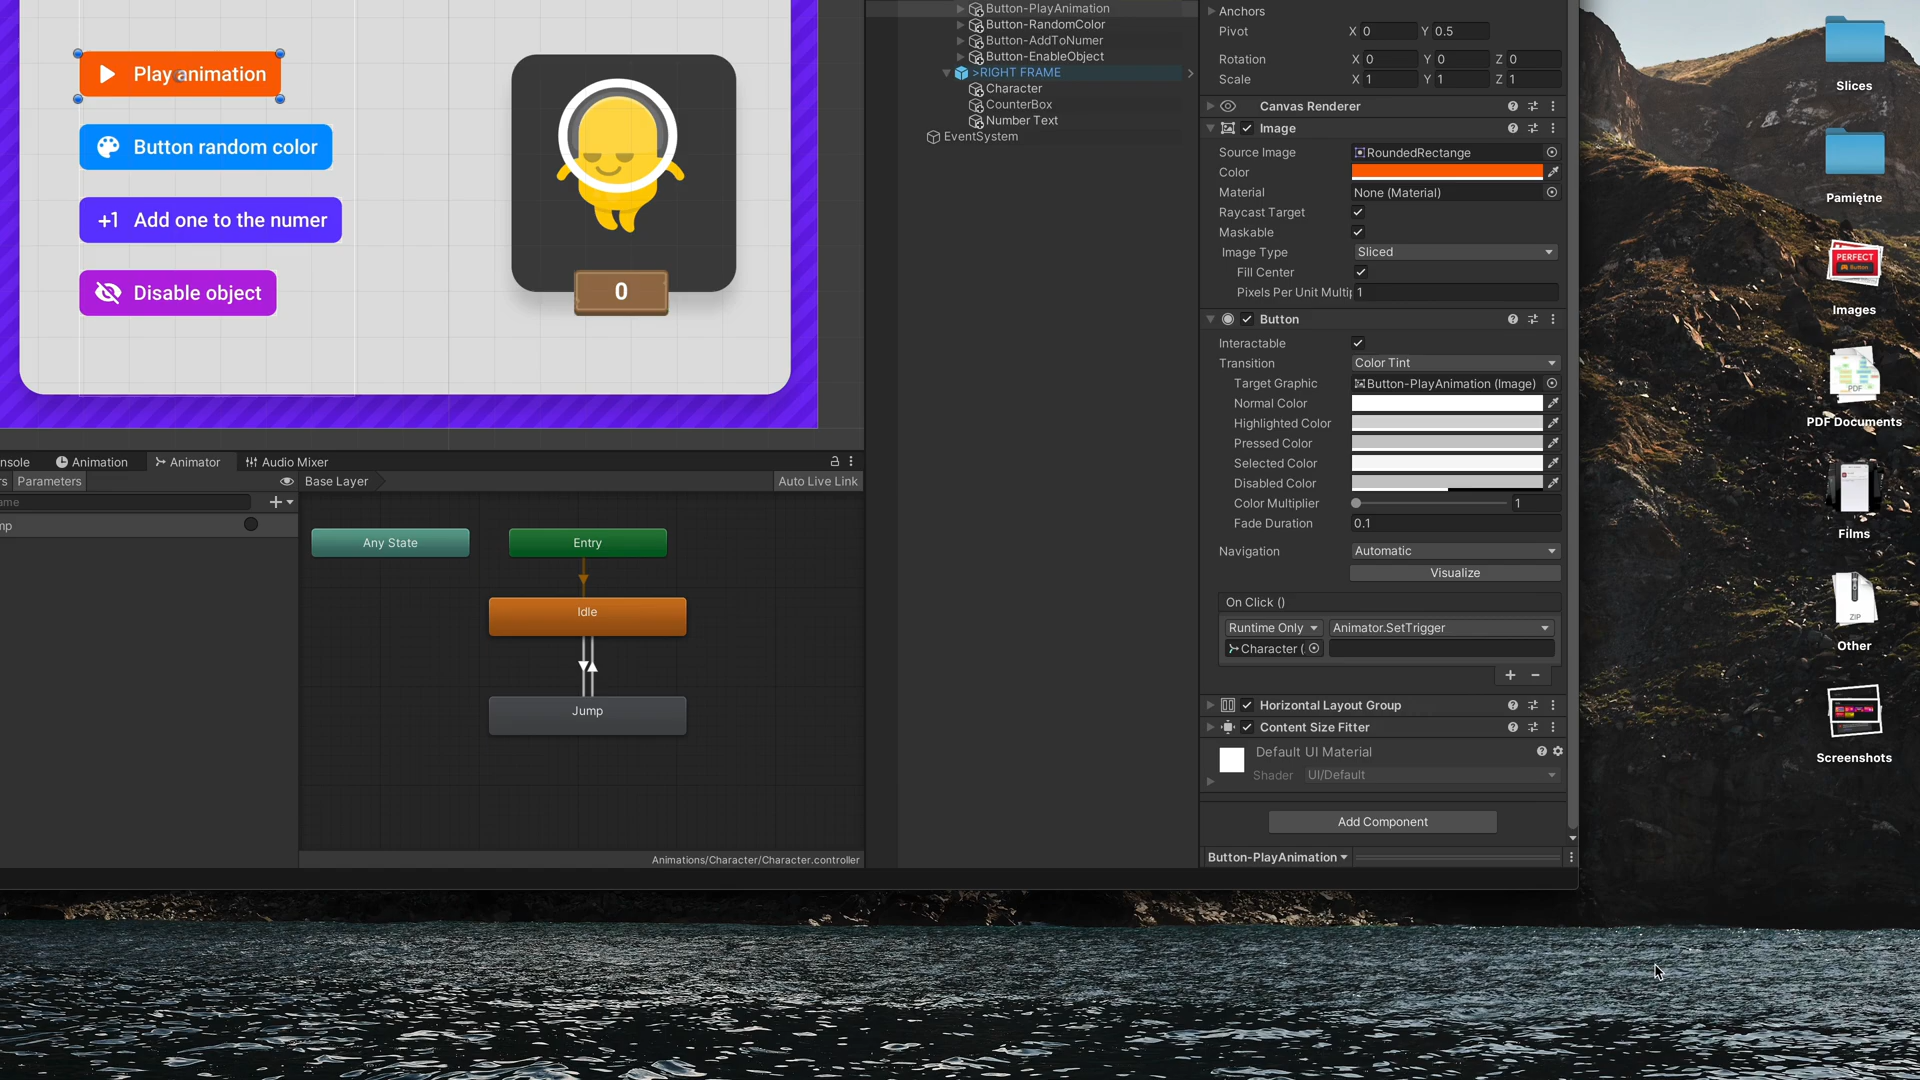 Play animation
Button random color
+1 Add one to the numer
Disable object
0
nsole
Animation
Animator
Audio Mixer
rs
Parameters
Base Layer
Auto Live Link
ame
mp
Any State
Entry
Idle
Jump
Animations/Character/Character.controller
Button-PlayAnimation
Button-RandomColor
Button-AddToNumer
Button-EnableObject
>RIGHT FRAME
Character
CounterBox
Number Text
EventSystem
Anchors
Pivot X 0 Y 0.5
Rotation X 0 Y 0 Z 0
Scale X 1 Y 1 Z 1
Canvas Renderer
Image
Source Image RoundedRectange
Color
Material None (Material)
Raycast Target
Maskable
Image Type Sliced
Fill Center
Pixels Per Unit Multip 1
Button
Interactable
Transition Color Tint
Target Graphic Button-PlayAnimation (Image)
Normal Color
Highlighted Color
Pressed Color
Selected Color
Disabled Color
Color Multiplier 1
Fade Duration 0.1
Navigation Automatic
Visualize
On Click ()
Runtime Only Animator.SetTrigger
Character (
Horizontal Layout Group
Content Size Fitter
Default UI Material
Shader UI/Default
Add Component
Button-PlayAnimation
Slices
Pamiętne
PERFECT
Button
Images
PDF
PDF Documents
Films
ZIP
Other
Screenshots